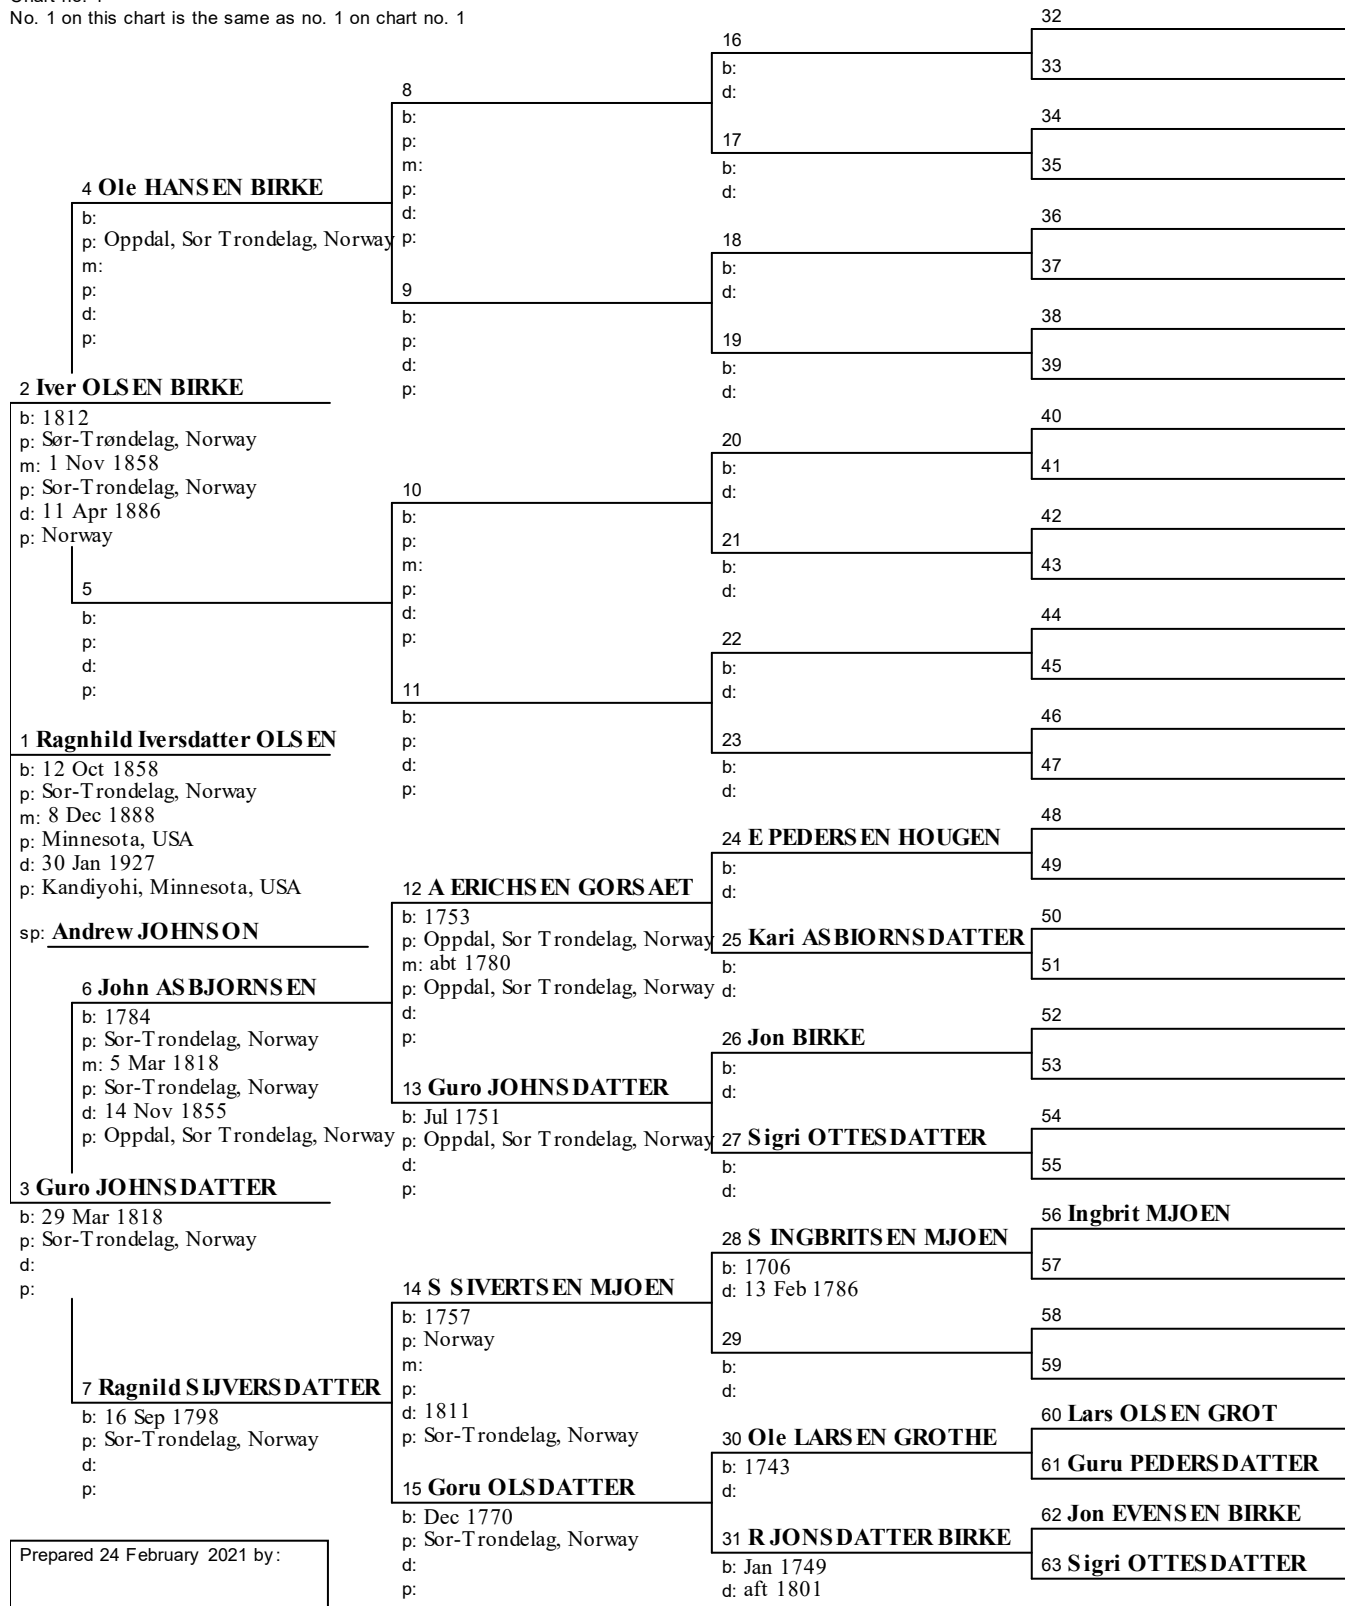 No. 1 on this chart is the same as no. 1 on chart no. 1
32
16
b:
33
d:
8
b:
p:
34
17
m:
b:
35
4 Ole HANSEN BIRKE
p:
d:
b:
d:
36
p: Oppdal, Sor Trondelag, Norway
p:
18
m:
b:
37
p:
9
d:
d:
b:
38
p:
p:
19
d:
b:
39
2 Iver OLSEN BIRKE
p:
d:
b: 1812
40
p: Sør-Trøndelag, Norway
20
m: 1 Nov 1858
b:
41
p: Sor-Trondelag, Norway
10
d:
d: 11 Apr 1886
b:
42
p: Norway
p:
21
m:
b:
43
5
p:
d:
b:
d:
44
p:
p:
22
d:
b:
45
p:
11
d:
b:
46
1 Ragnhild Iversdatter OLSEN
p:
23
b: 12 Oct 1858
d:
b:
47
p: Sor-Trondelag, Norway
p:
d:
m: 8 Dec 1888
48
p: Minnesota, USA
24 E PEDERSEN HOUGEN
d: 30 Jan 1927
b:
49
p: Kandiyohi, Minnesota, USA
12 A ERICHSEN GORSAET
d:
b: 1753
50
sp: Andrew JOHNSON
p: Oppdal, Sor Trondelag, Norway
25 Kari ASBIORNSDATTER
m: abt 1780
b:
51
6 John ASBJORNSEN
p: Oppdal, Sor Trondelag, Norway
d:
b: 1784
d:
52
p: Sor-Trondelag, Norway
p:
26 Jon BIRKE
m: 5 Mar 1818
b:
53
p: Sor-Trondelag, Norway
13 Guro JOHNSDATTER
d:
d: 14 Nov 1855
b: Jul 1751
54
p: Oppdal, Sor Trondelag, Norway
p: Oppdal, Sor Trondelag, Norway
27 Sigri OTTESDATTER
d:
b:
55
3 Guro JOHNSDATTER
p:
d:
b: 29 Mar 1818
56 Ingbrit MJOEN
p: Sor-Trondelag, Norway
28 S INGBRITSEN MJOEN
d:
b: 1706
57
p:
14 S SIVERTSEN MJOEN
d: 13 Feb 1786
b: 1757
58
p: Norway
29
m:
b:
59
7 Ragnild SIJVERSDATTER
p:
d:
b: 16 Sep 1798
d: 1811
60 Lars OLSEN GROT
p: Sor-Trondelag, Norway
p: Sor-Trondelag, Norway
30 Ole LARSEN GROTHE
d:
b: 1743
61 Guru PEDERSDATTER
p:
15 Goru OLSDATTER
d:
b: Dec 1770
62 Jon EVENSEN BIRKE
p: Sor-Trondelag, Norway
31 R JONSDATTER BIRKE
Prepared 24 February 2021 by:
d:
b: Jan 1749
63 Sigri OTTESDATTER
p:
d: aft 1801